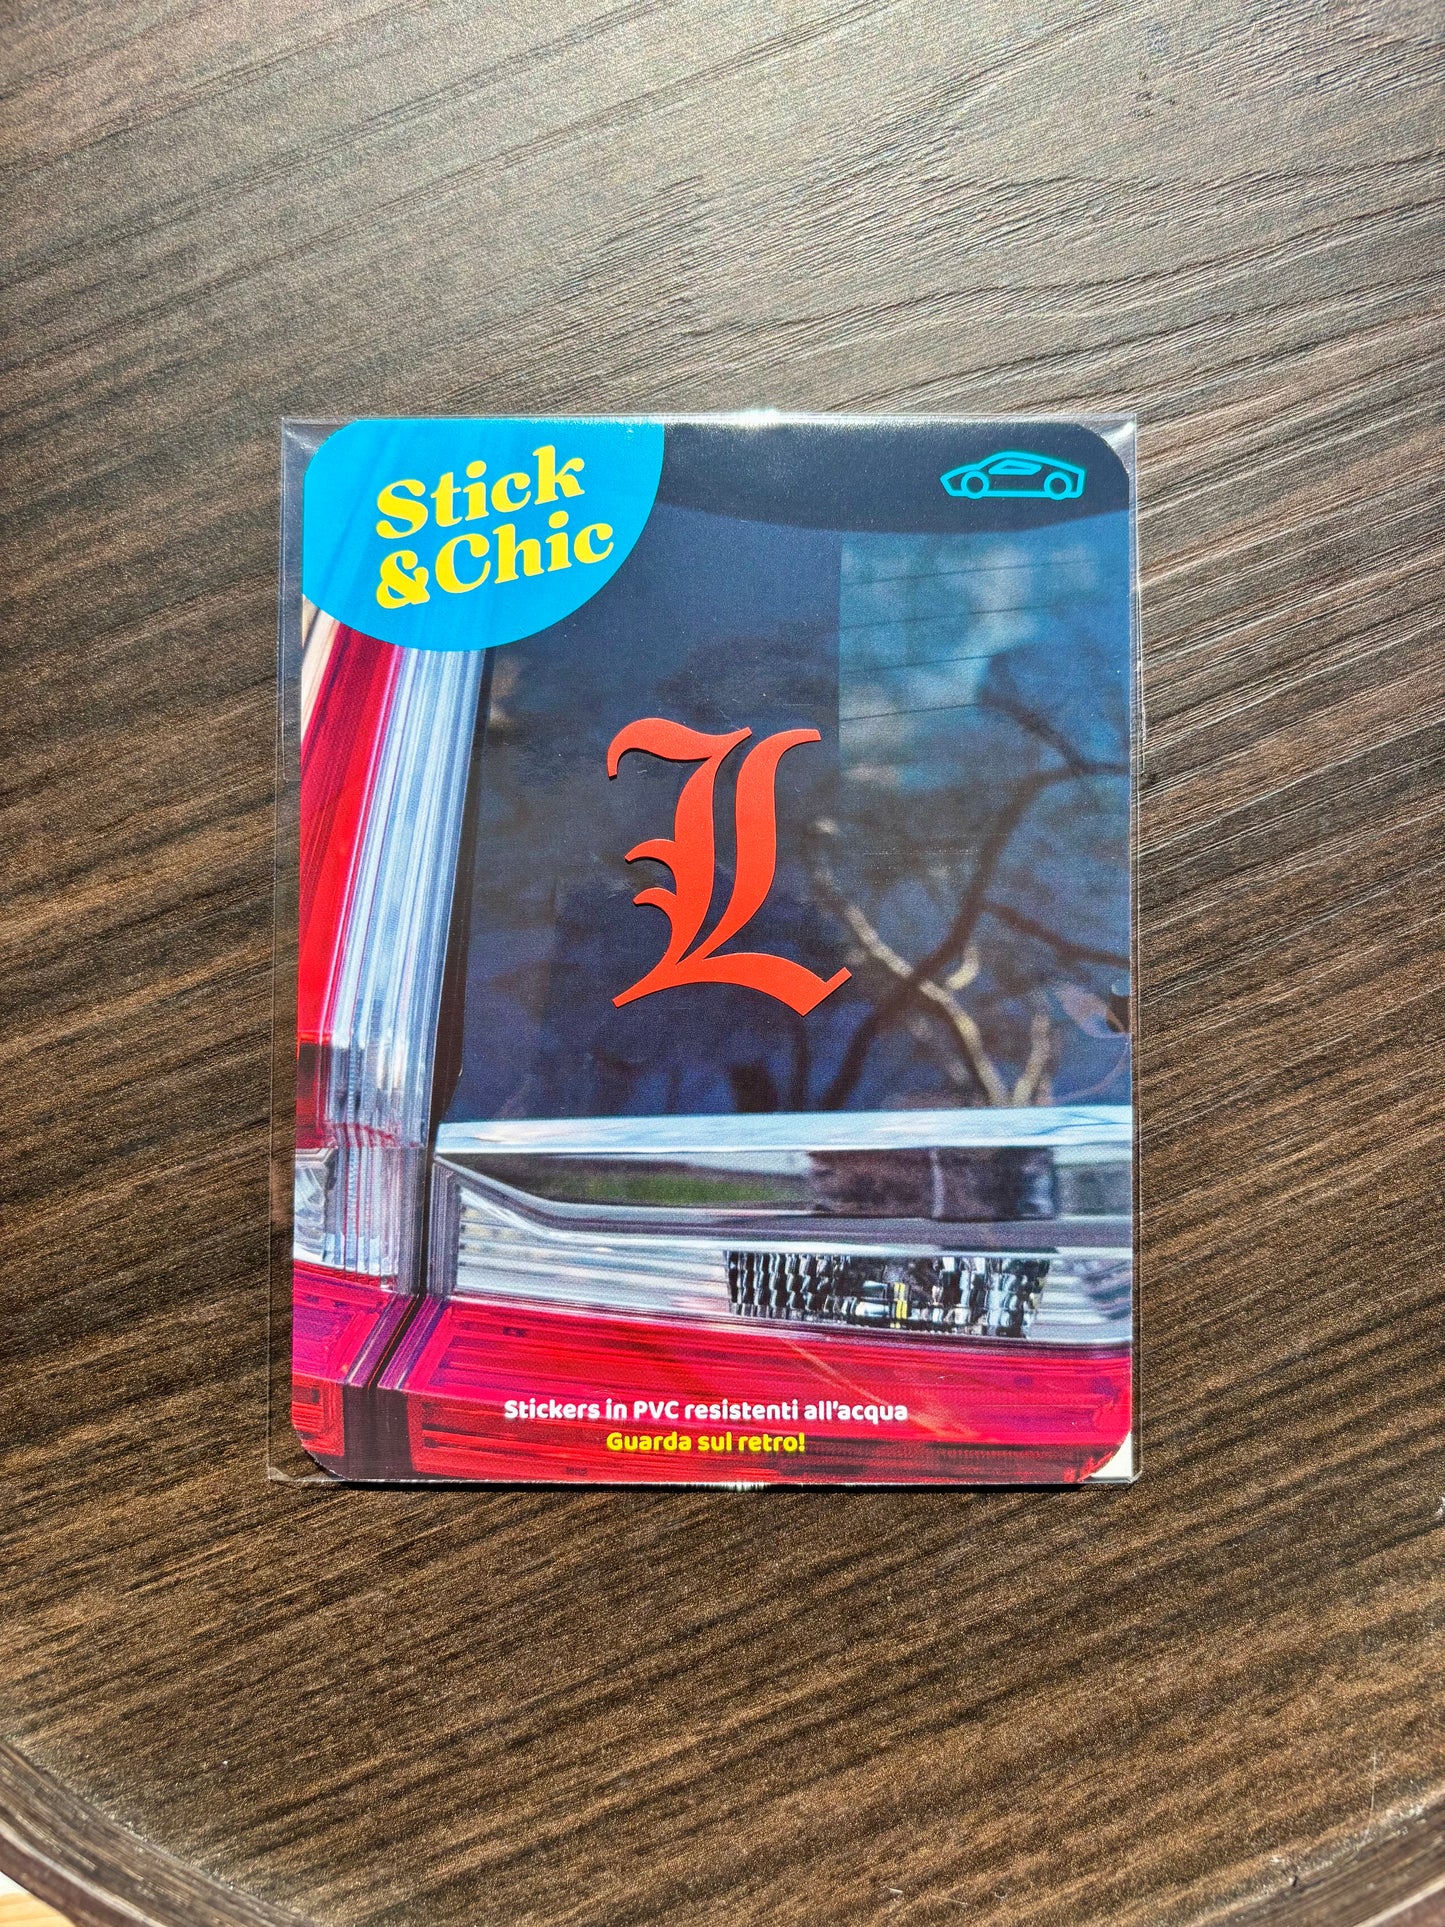 Stick
&Chic
L
Stickers in PVC resistenti all'acqua
Guarda sul retro!